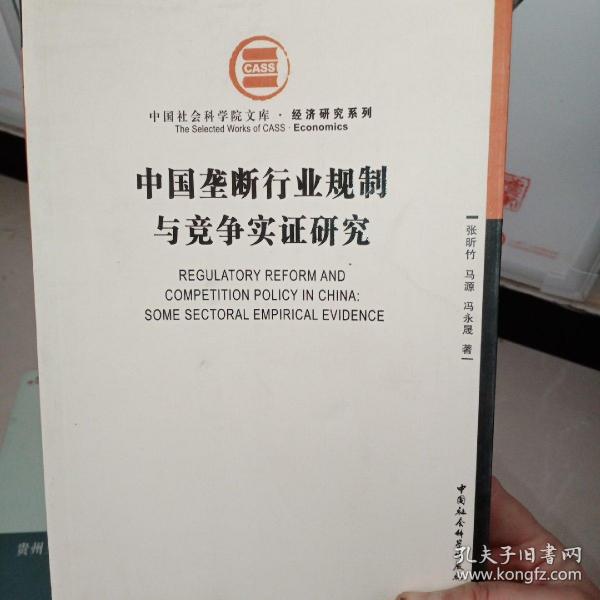 CASS
中国社会科学院文库·经济研究系列
The Selected Works of CASS · Economics
中国垄断行业规制
与竞争实证研究
REGULATORY REFORM AND
COMPETITION POLICY IN CHINA:
SOME SECTORAL EMPIRICAL EVIDENCE
张昕竹 马源 冯永晟 著
中国社会科学
贵州
孔夫子旧书网
www.kongfz.com